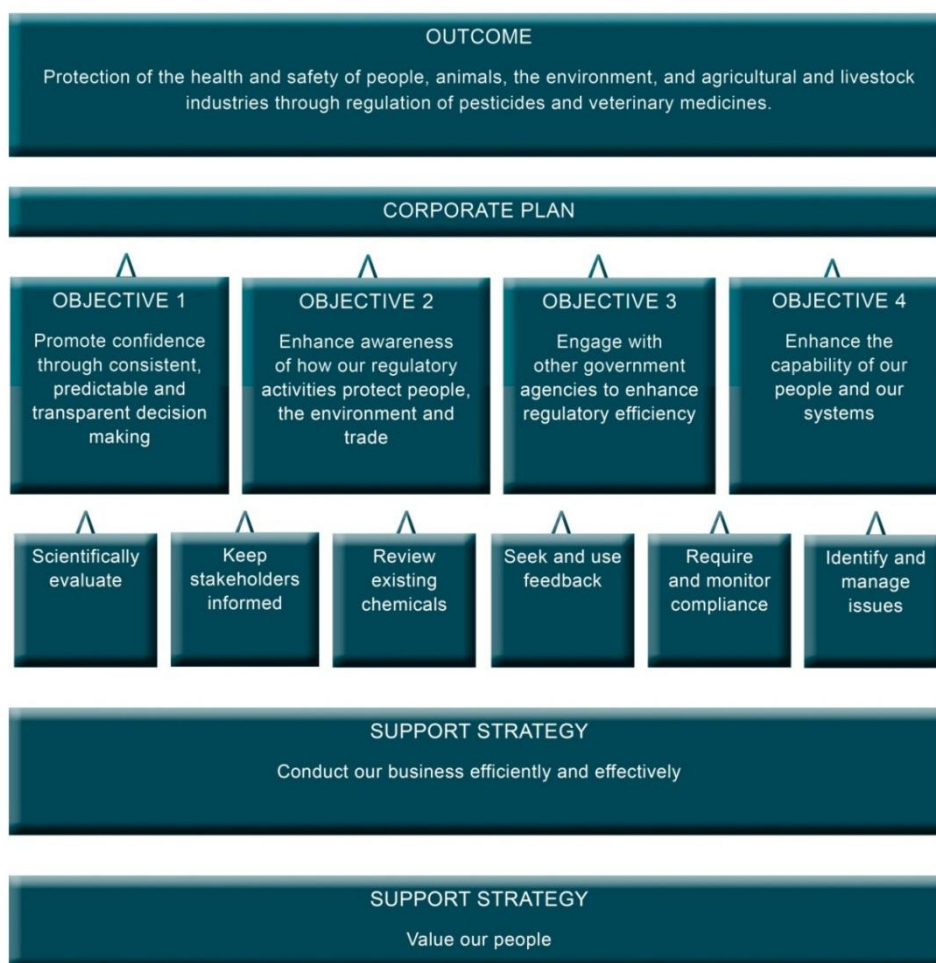 OUTCOME
Protection of the health and safety of people, animals, the environment, and agricultural and livestock
industries through regulation of pesticides and veterinary medicines.
CORPORATE PLAN
OBJECTIVE 1
Promote confidence
through consistent,
predictable and
transparent decision
making
OBJECTIVE 2
Enhance awareness
of how our regulatory
activities protect people,
the environment and
trade
OBJECTIVE 3
Engage with
other government
agencies to enhance
regulatory efficiency
OBJECTIVE 4
Enhance the
capability of our
people and our
systems
Scientifically
evaluate
Keep
stakeholders
informed
Review
existing
chemicals
Seek and use
feedback
Require
and monitor
compliance
Identify and
manage
issues
SUPPORT STRATEGY
Conduct our business efficiently and effectively
SUPPORT STRATEGY
Value our people